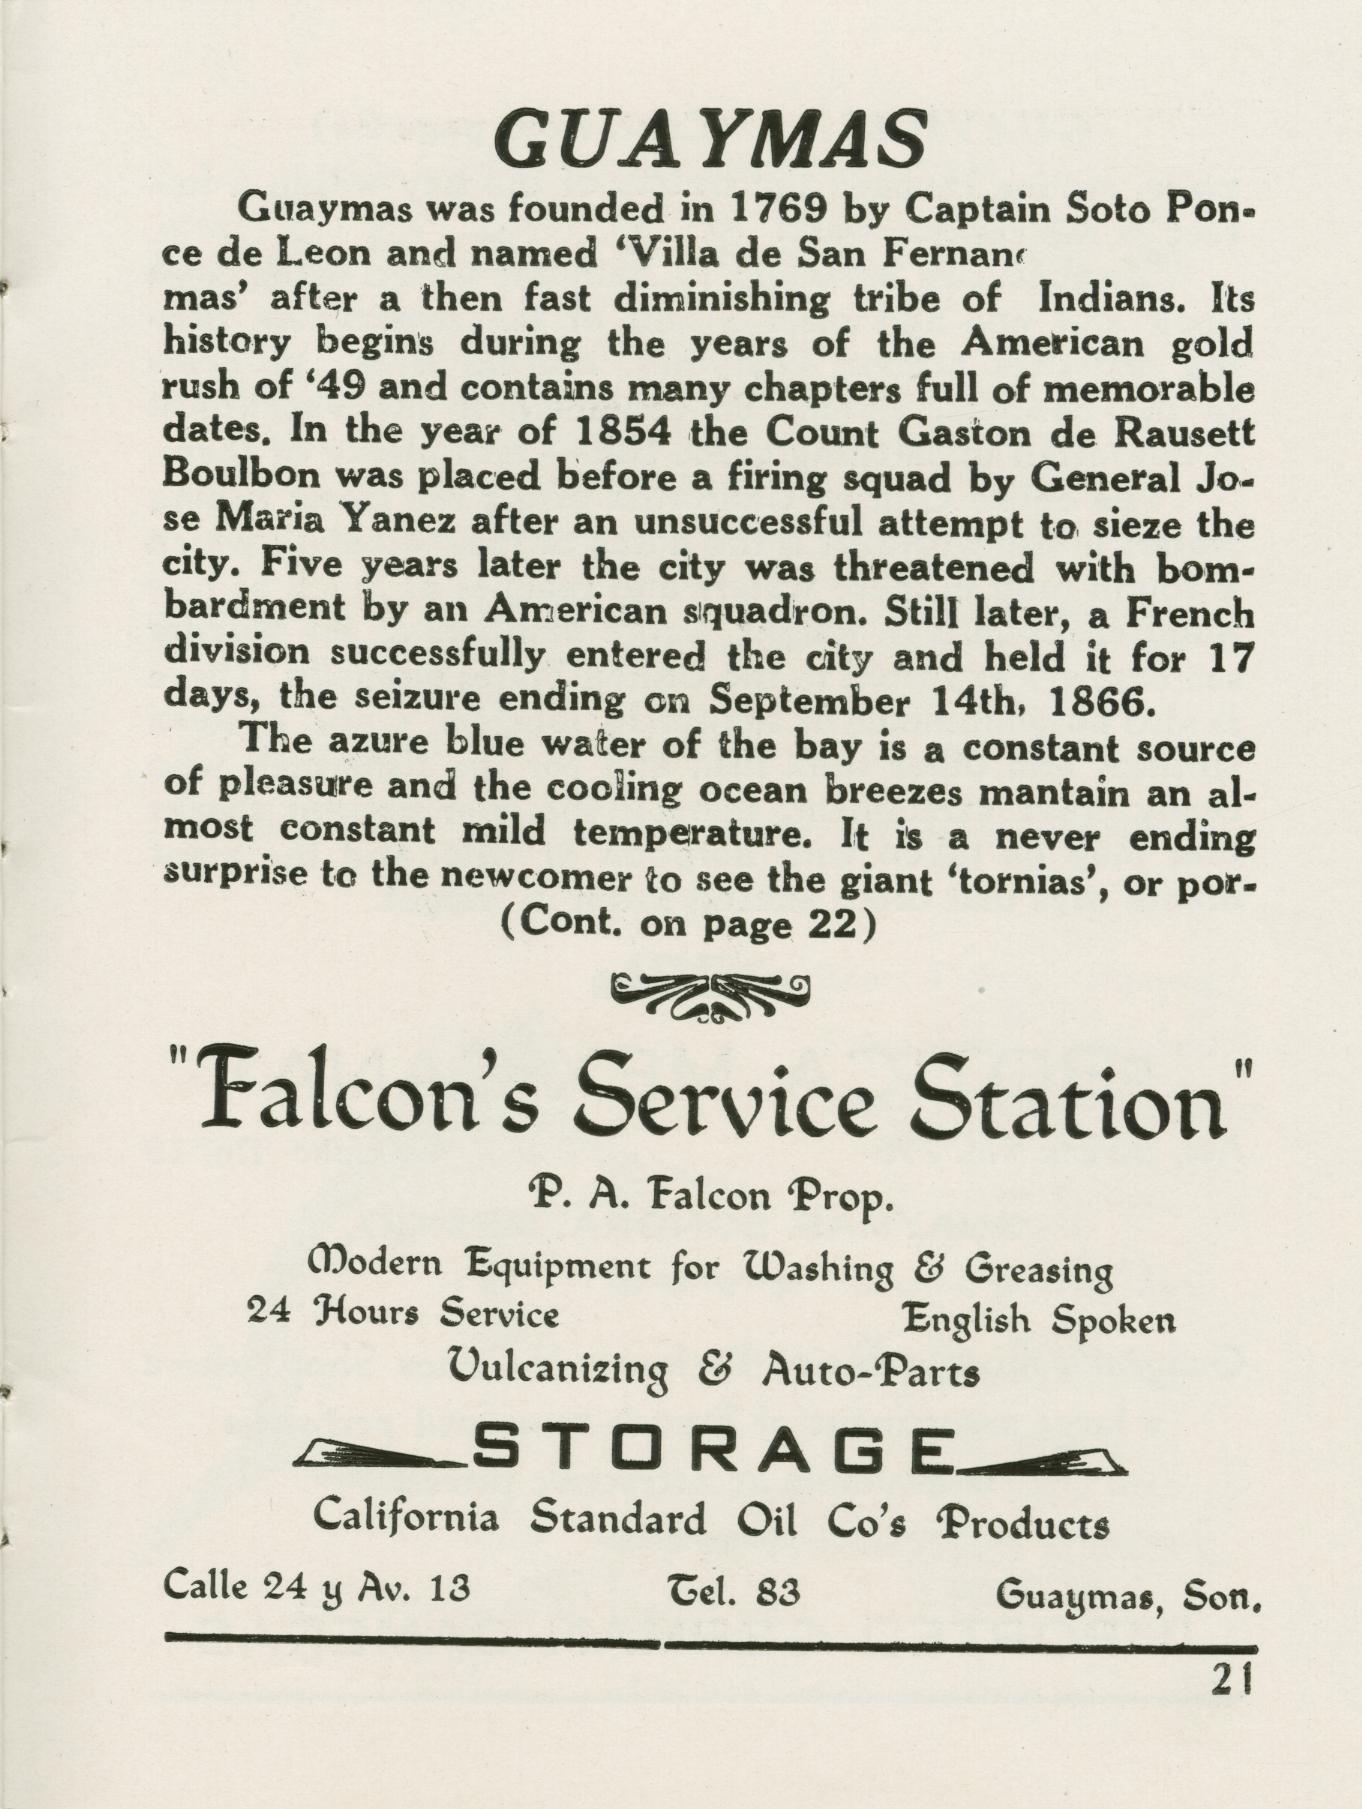 GUAYMAS
Guaymas was founded in 1769 by Captain Soto Pon-
ce de Leon and named ‘Villa de San Fernan
mas’ after a then fast diminishing tribe of Indians. Its
history begins during the years of the American gold
rush of ‘49 and contains many chapters full of memorable
dates. In the year of 1854 the Count Gaston de Rausett
Boulbon was placed before a firing squad by General Jo-
se Maria Yanez after an unsuccessful attempt to sieze the
city. Five years later the city was threatened with bom-
bardment by an American squadron. Still later, a French
division successfully entered the city and held it for 17
days, the seizure ending on September 14th, 1866.
The azure blue water of the bay is a constant source
of pleasure and the cooling ocean breezes mantain an al-
most constant mild temperature. It is a never ending
surprise to the newcomer to see the giant ‘tornias’, or por-
(Cont. on page 22)
"Falcon's Service Station"
P. A. Falcon Prop.
Modern Equipment for Washing & Greasing
24 Hours Service English Spoken
Vulcanizing & Auto-Parts
STORAGE
California Standard Oil Co's Products
Calle 24 y Av. 13 Tel. 83 Guaymas, Son.
21